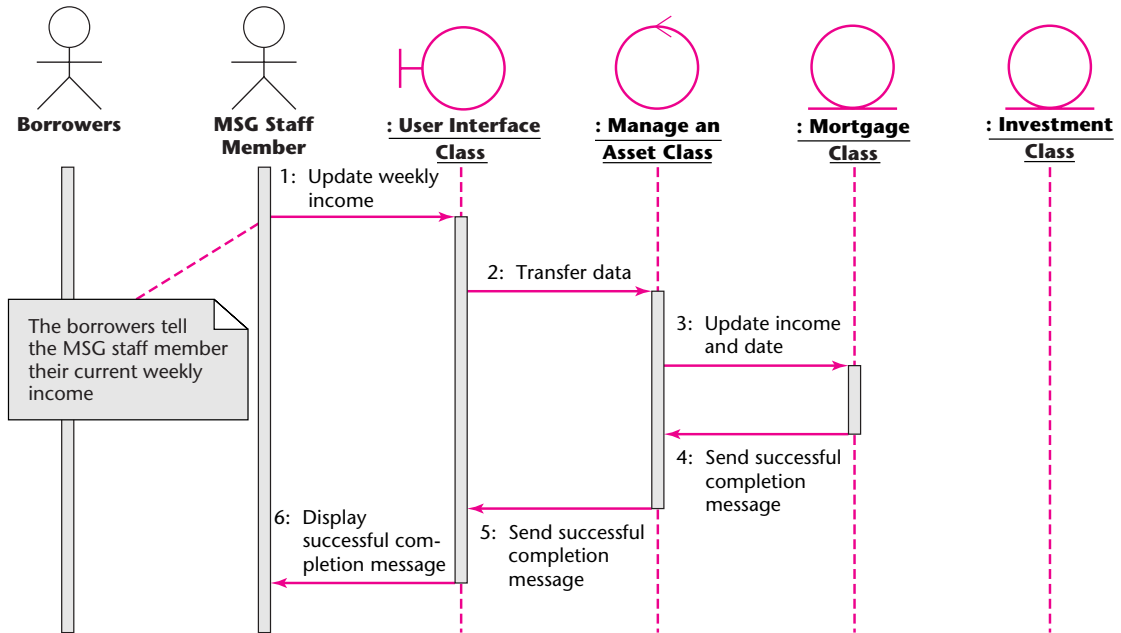 Borrowers
MSG Staff
Member
: User Interface
Class
: Manage an
Asset Class
: Mortgage
Class
: Investment
Class
1: Update weekly
income
2: Transfer data
The borrowers tell
the MSG staff member
their current weekly
income
3: Update income
and date
4: Send successful
completion
message
5: Send successful
completion
message
6: Display
successful com-
pletion message